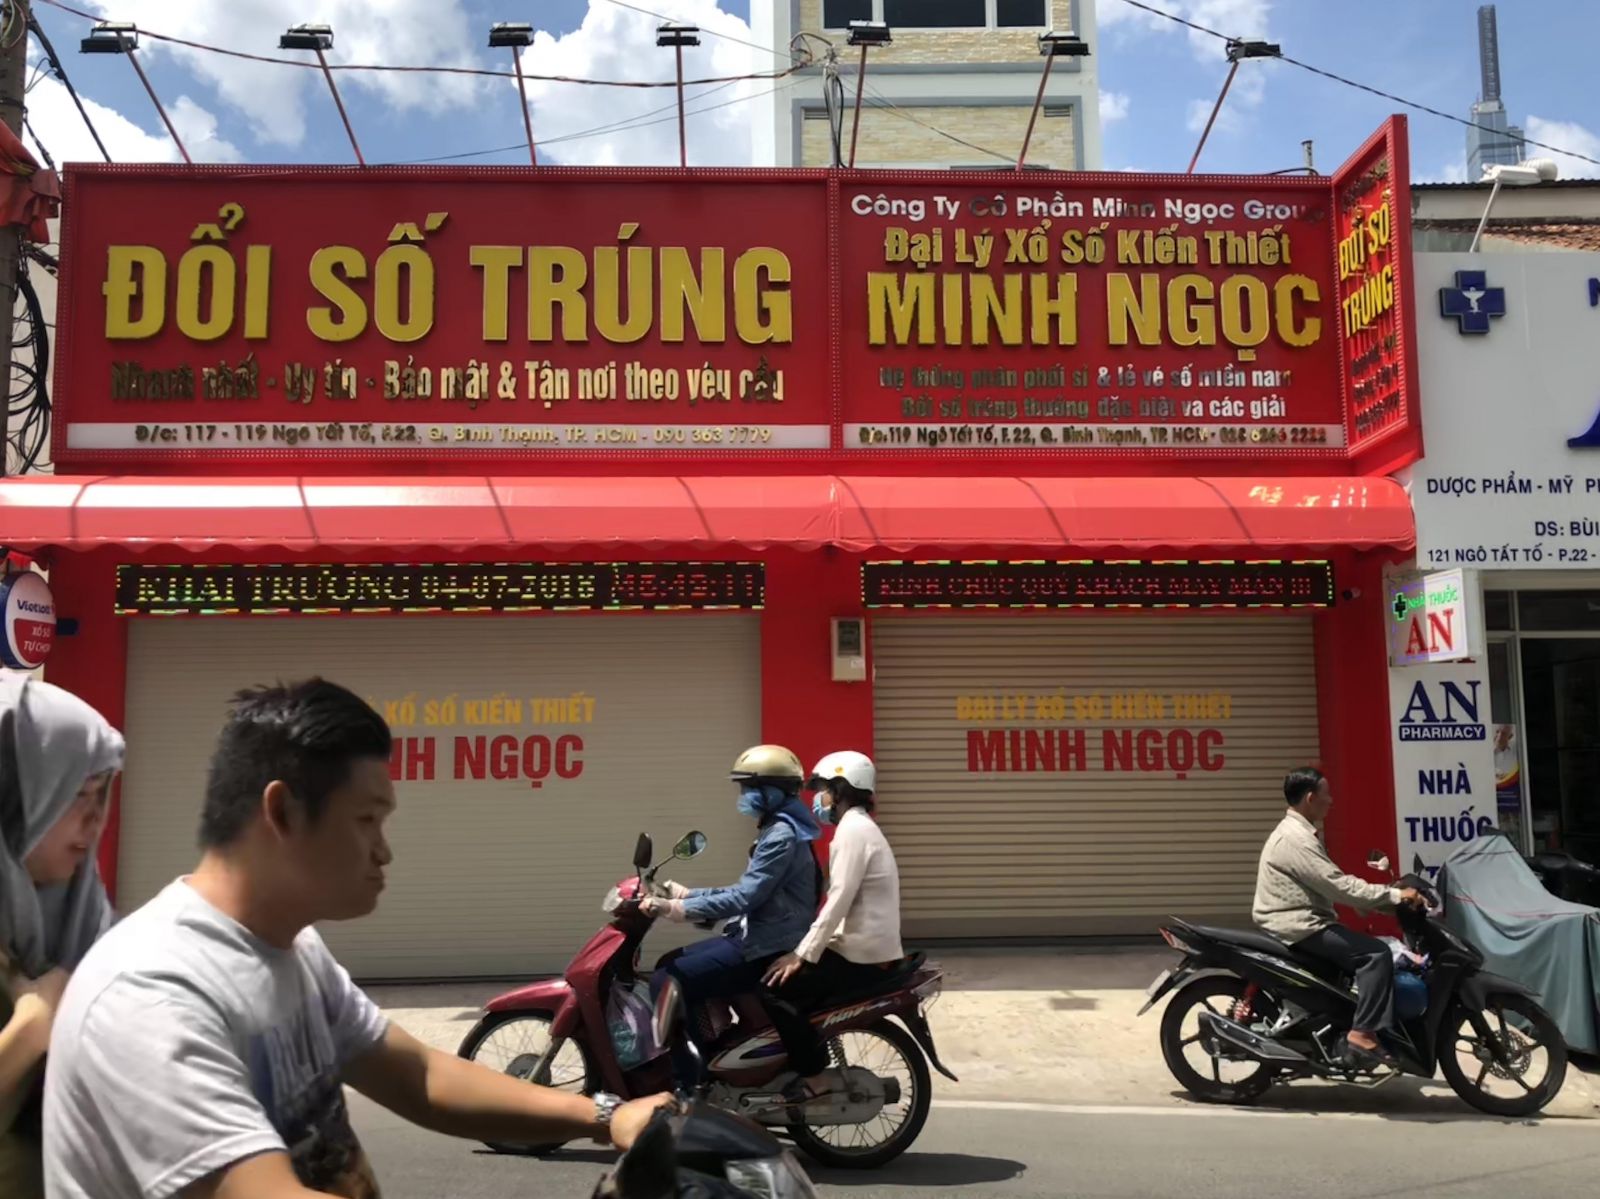 ĐỔI SỐ TRÚNG
Nhanh nhất - Uy tín - Bảo mật & Tận nơi theo yêu cầu
Đ/c: 117 - 119 Ngô Tất Tố, F.22, Q. Bình Thạnh, TP. HCM - 090 363 7779
Công Ty Cổ Phần Minh Ngọc Group
Đại Lý Xổ Số Kiến Thiết
MINH NGỌC
Hệ thống phân phối sỉ & lẻ vé số miền nam
Đổi số trúng thưởng đặc biệt và các giải
Đ/c: 119 Ngô Tất Tố, F. 22, Q. Bình Thạnh, TP. HCM - 028 6266 2222
ĐỔI SỐ
TRÚNG
KHAI TRƯƠNG 04-07-2018
KÍNH CHÚC QUÝ KHÁCH MAY MẮN !!!
Vietlott
XỔ SỐ
TỰ CHỌN
XỔ SỐ KIẾN THIẾT
NH NGỌC
ĐẠI LÝ XỔ SỐ KIẾN THIẾT
MINH NGỌC
DƯỢC PHẨM - MỸ
DS: BÙI
121 NGÔ TẤT TỐ - P.22 -
NHÀ THUỐC
AN
AN
PHARMACY
NHÀ
THUỐC